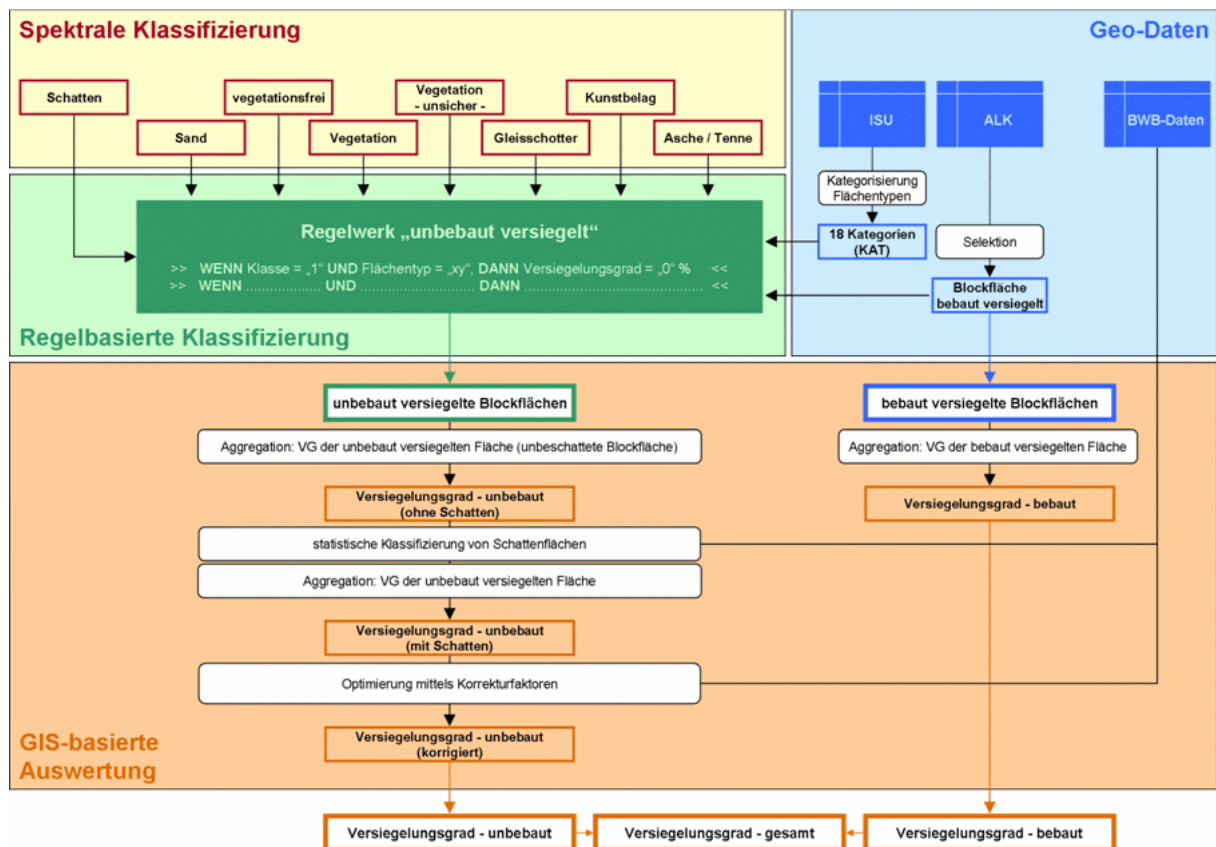 Spektrale Klassifizierung
Geo-Daten
Schatten
vegetationsfrei
Vegetation
- unsicher -
Kunstbelag
Sand
Vegetation
Gleisschotter
Asche / Tenne
ISU
ALK
BWB-Daten
Kategorisierung
Flächentypen
18 Kategorien
(KAT)
Selektion
Blockfläche
bebaut versiegelt
Regelwerk „unbebaut versiegelt“
>> WENN Klasse = „1“ UND Flächentyp = „xy“, DANN Versiegelungsgrad = „0“ % <<
>> WENN ..................... UND ................................ DANN ..................................................... <<
Regelbasierte Klassifizierung
unbebaut versiegelte Blockflächen
bebaut versiegelte Blockflächen
Aggregation: VG der unbebaut versiegelten Fläche (unbeschattete Blockfläche)
Aggregation: VG der bebaut versiegelten Fläche
Versiegelungsgrad - unbebaut
(ohne Schatten)
Versiegelungsgrad - bebaut
statistische Klassifizierung von Schattenflächen
Aggregation: VG der unbebaut versiegelten Fläche
Versiegelungsgrad - unbebaut
(mit Schatten)
Optimierung mittels Korrekturfaktoren
Versiegelungsgrad - unbebaut
(korrigiert)
GIS-basierte
Auswertung
Versiegelungsgrad - unbebaut
Versiegelungsgrad - gesamt
Versiegelungsgrad - bebaut